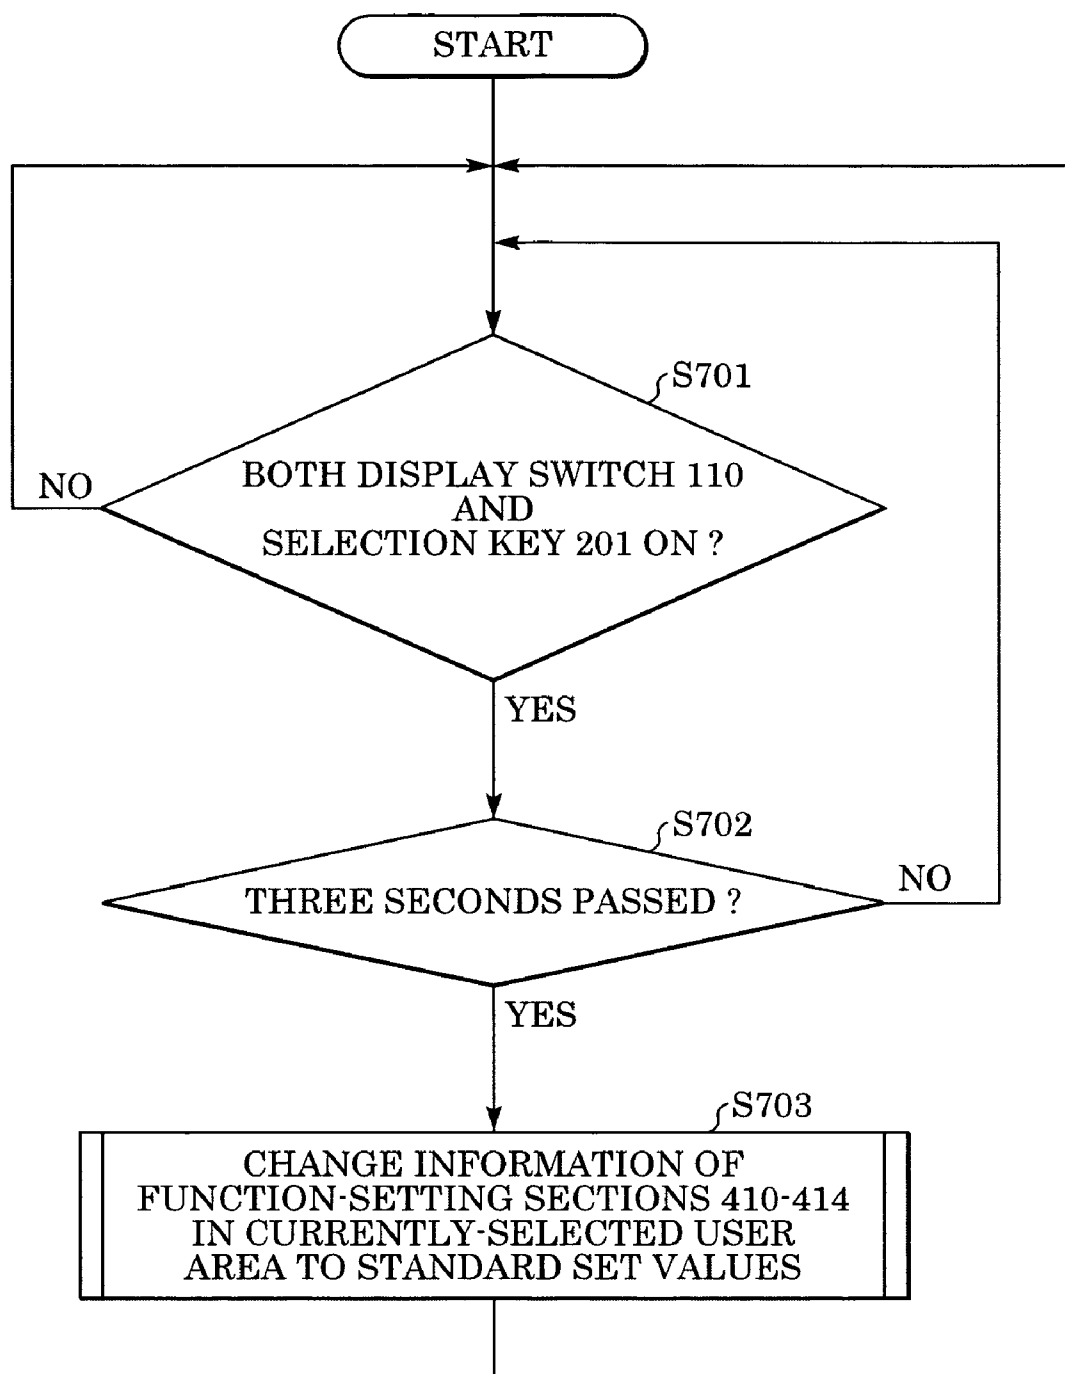 START
S701
BOTH DISPLAY SWITCH 110
AND
SELECTION KEY 201 ON ?
NO
YES
S702
THREE SECONDS PASSED ?
NO
YES
S703
CHANGE INFORMATION OF
FUNCTION-SETTING SECTIONS 410-414
IN CURRENTLY-SELECTED USER
AREA TO STANDARD SET VALUES